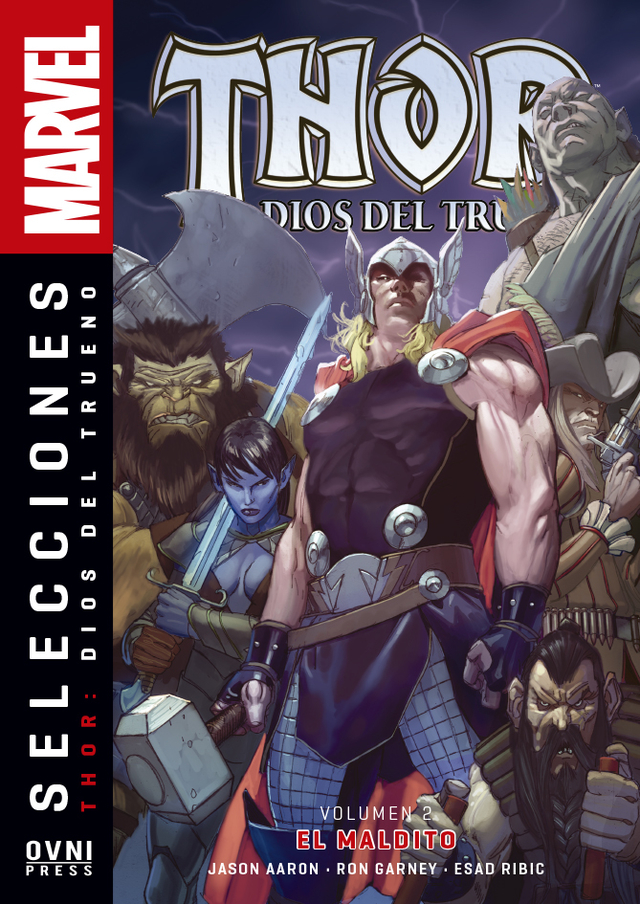 MARVEL
SELECCIONES
THOR: DIOS DEL TRUENO
THOR
™
DIOS DEL TRU
VOLUMEN 2
EL MALDITO
JASON AARON · RON GARNEY · ESAD RIBIC
OVNI
PRESS